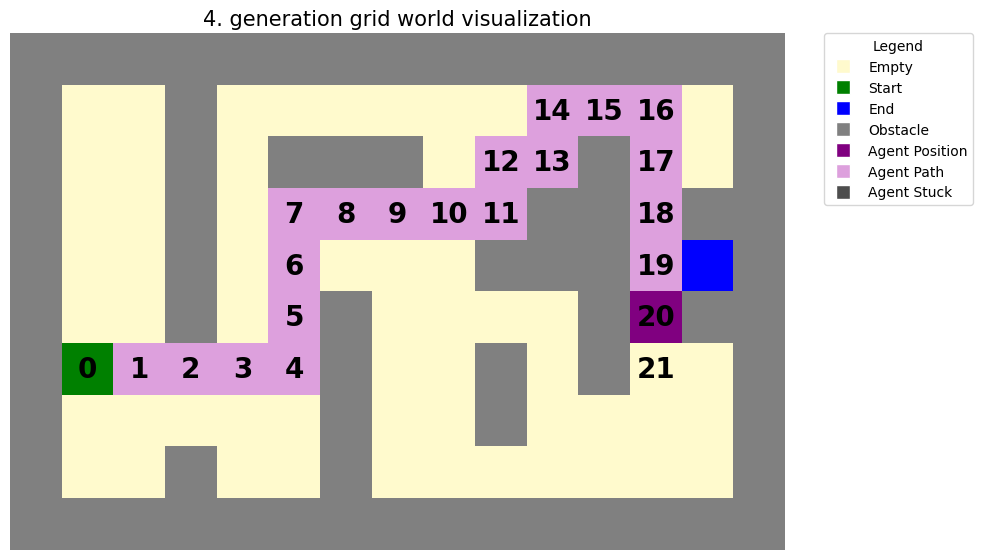 4. generation grid world visualization
Legend
Empty
Start
End
Obstacle
Agent Position
Agent Path
Agent Stuck
14 15 16
12 13 17
7 8 9 10 11 18
6 19
5 20
0 1 2 3 4 21